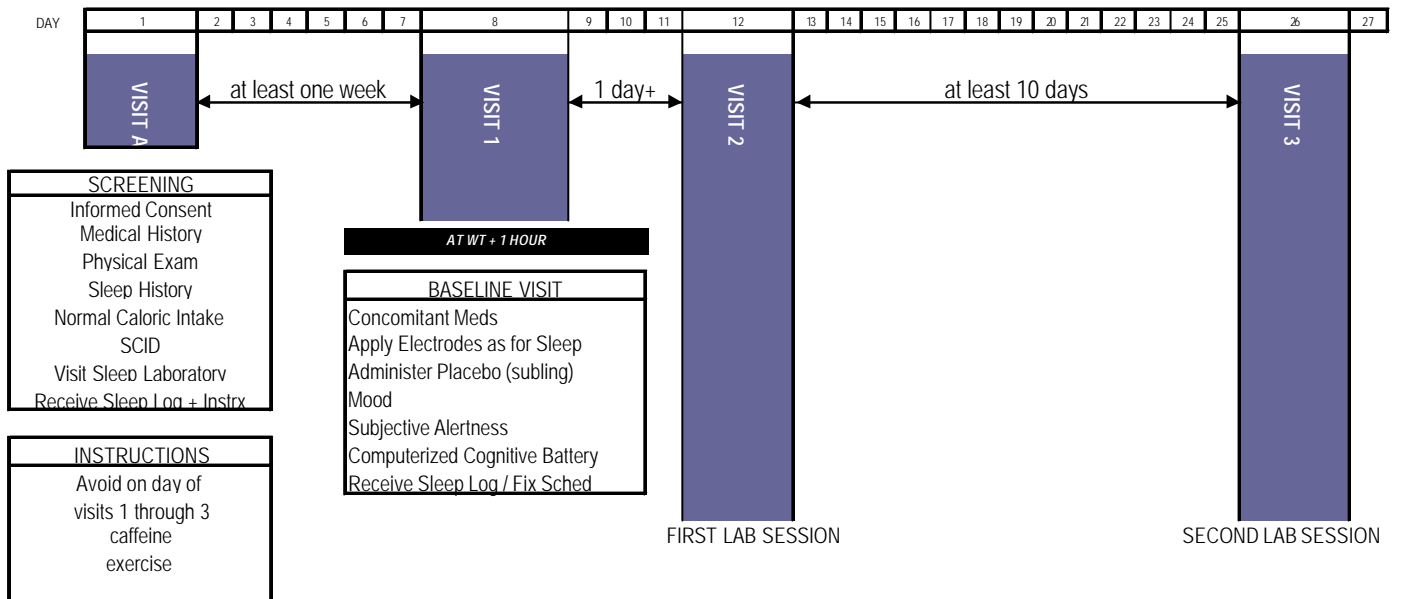 DAY 1 2 3 4 5 6 7 8 9 10 11 12 13 14 15 16 17 18 19 20 21 22 23 24 25 26 27
VISIT A
at least one week
VISIT 1
1 day+
VISIT 2
at least 10 days
VISIT 3
SCREENING
Informed Consent
Medical History
Physical Exam
Sleep History
Normal Caloric Intake
SCID
Visit Sleep Laboratory
Receive Sleep Log + Instrx
INSTRUCTIONS
Avoid on day of
visits 1 through 3
caffeine
exercise
AT WT + 1 HOUR
BASELINE VISIT
Concomitant Meds
Apply Electrodes as for Sleep
Administer Placebo (subling)
Mood
Subjective Alertness
Computerized Cognitive Battery
Receive Sleep Log / Fix Sched
FIRST LAB SESSION
SECOND LAB SESSION